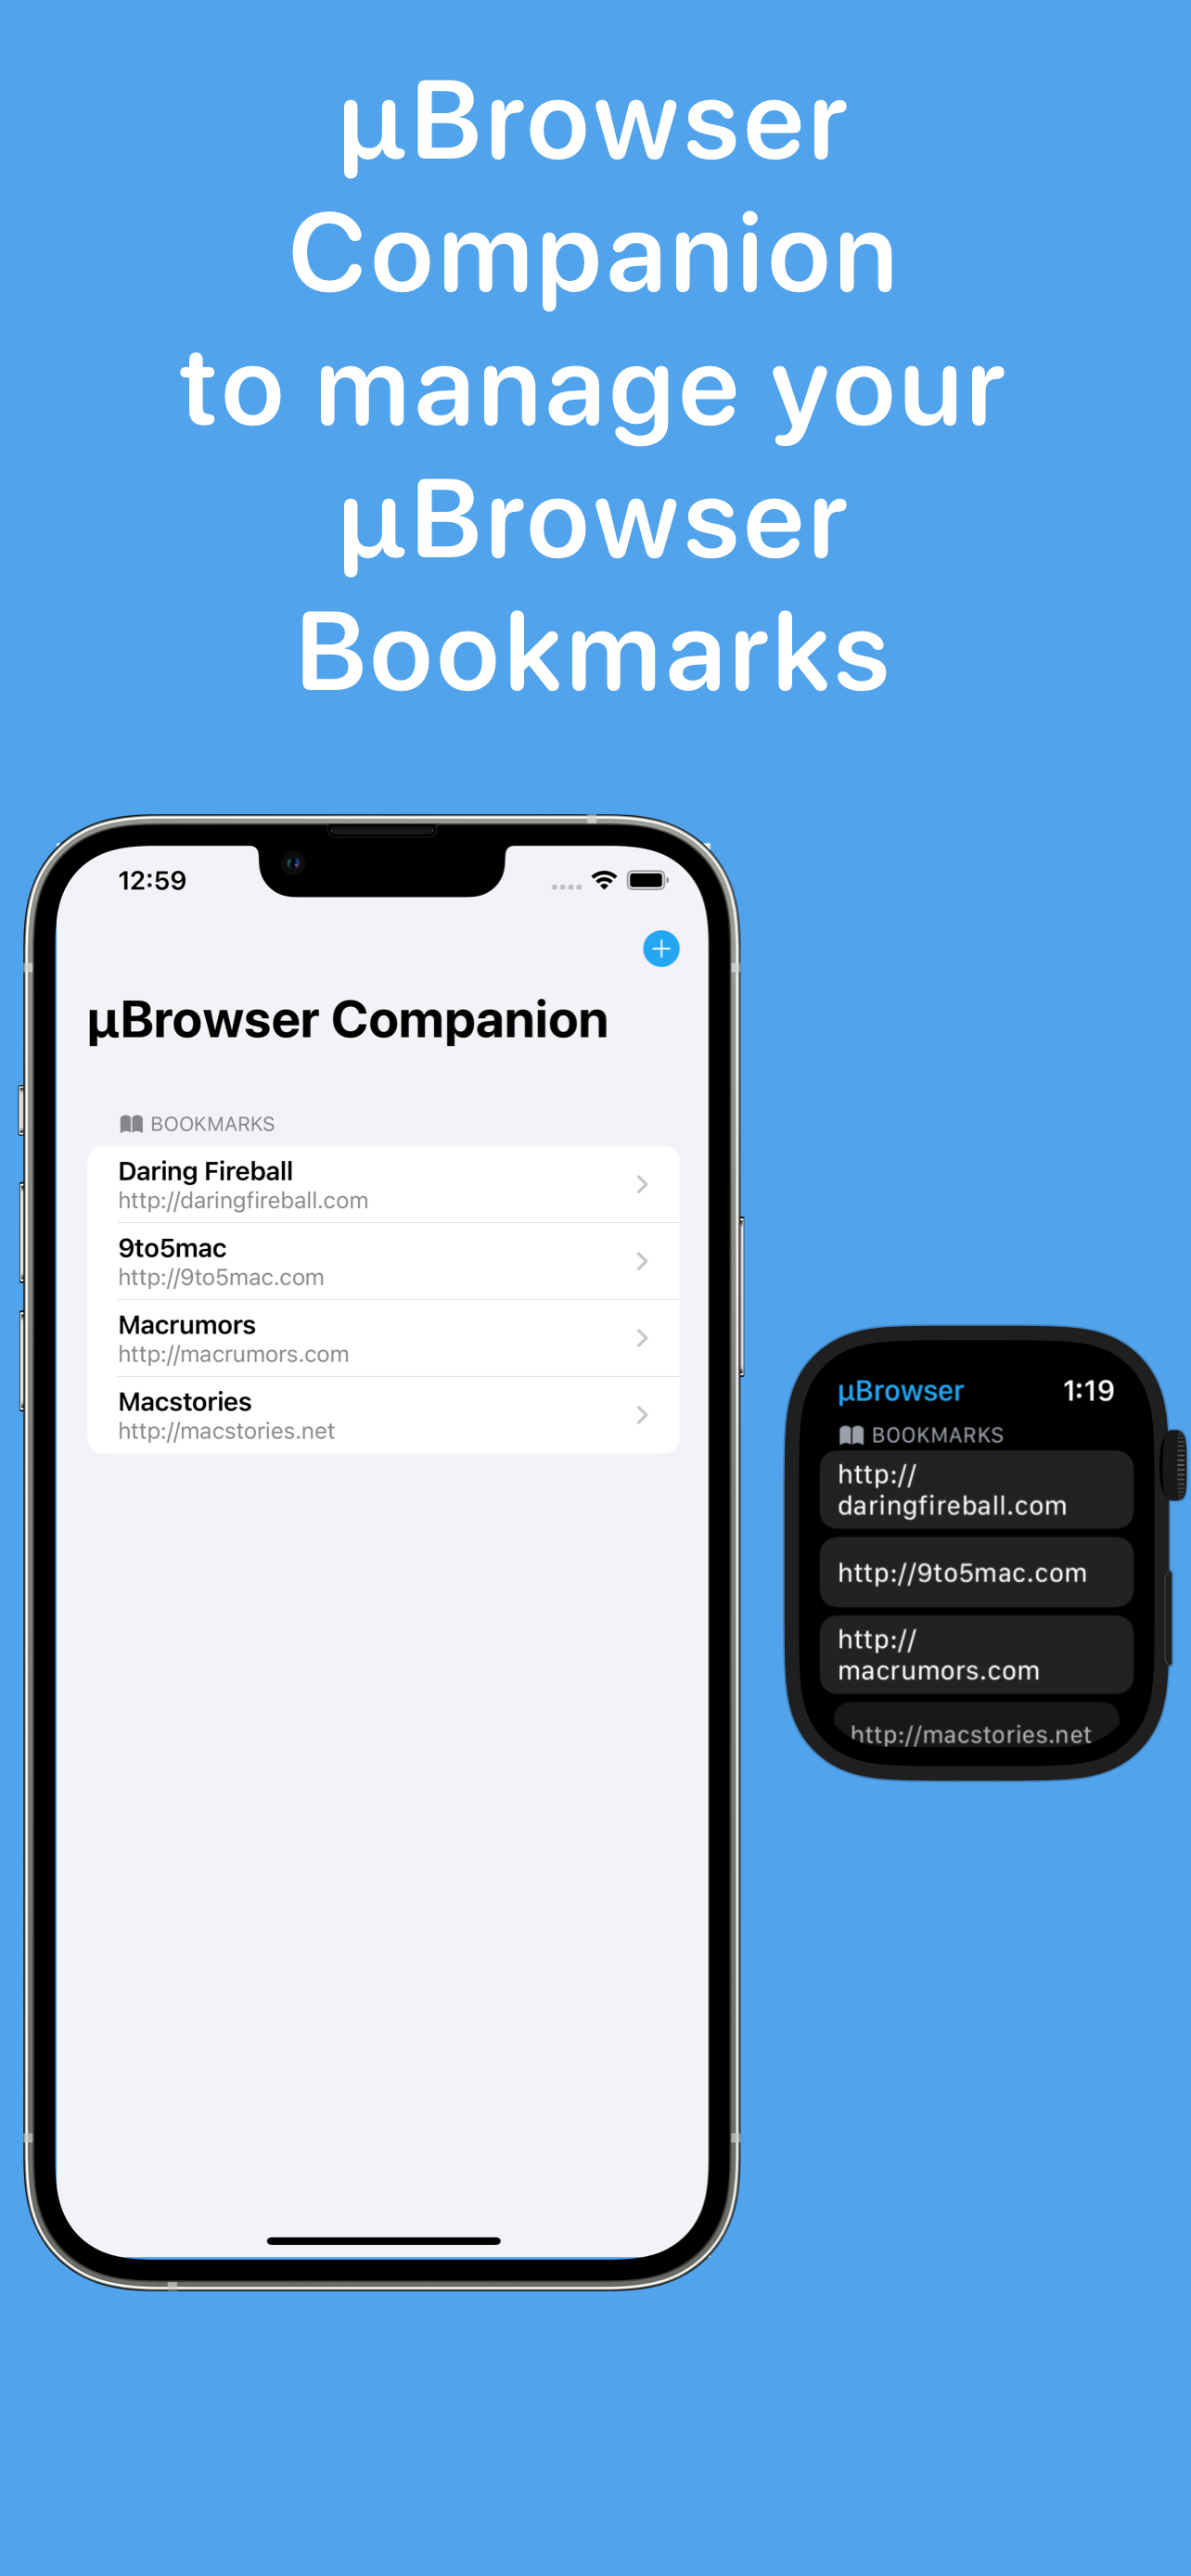 µBrowser
Companion
to manage your
µBrowser
Bookmarks
12:59
µBrowser Companion
BOOKMARKS
Daring Fireball
http://daringfireball.com
9to5mac
http://9to5mac.com
Macrumors
http://macrumors.com
Macstories
http://macstories.net
µBrowser 1:19
BOOKMARKS
http://
daringfireball.com
http://9to5mac.com
http://
macrumors.com
http://macstories.net